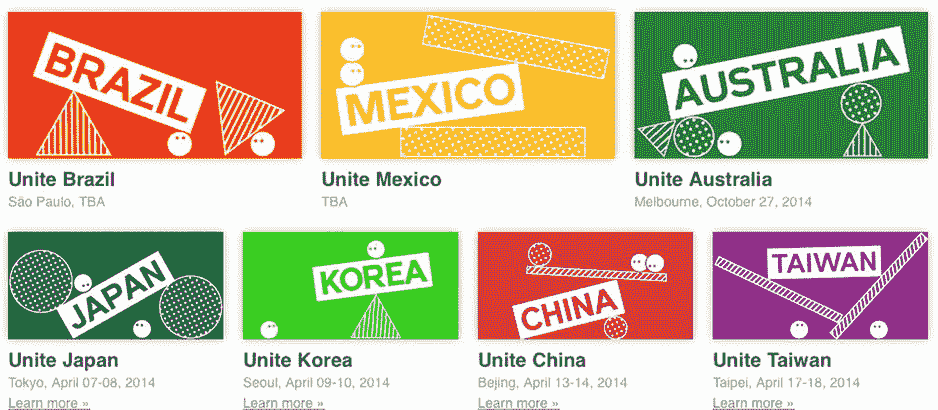 BRAZIL
MEXICO
AUSTRALIA
Unite Brazil
São Paulo, TBA
Unite Mexico
TBA
Unite Australia
Melbourne, October 27, 2014
JAPAN
KOREA
CHINA
TAIWAN
Unite Japan
Tokyo, April 07-08, 2014
Learn more »
Unite Korea
Seoul, April 09-10, 2014
Learn more »
Unite China
Bejing, April 13-14, 2014
Learn more »
Unite Taiwan
Taipei, April 17-18, 2014
Learn more »